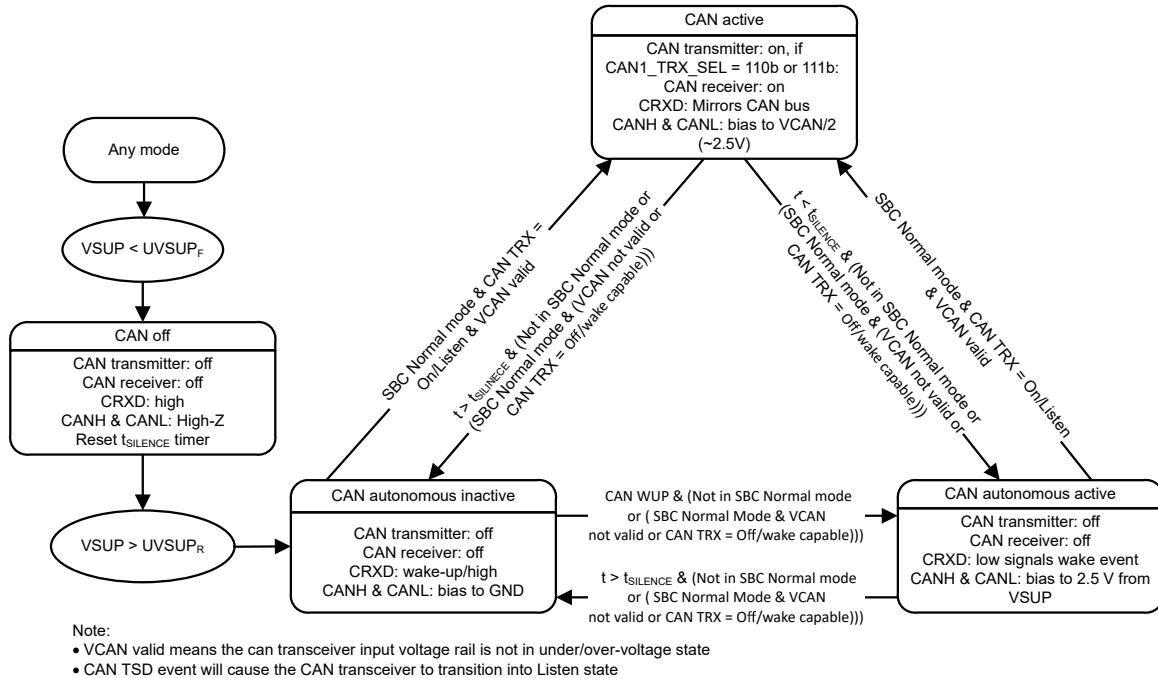 CAN active
CAN transmitter: on, if
CAN1_TRX_SEL = 110b or 111b:
CAN receiver: on
CRXD: Mirrors CAN bus
CANH & CANL: bias to VCAN/2
(~2.5V)
Any mode
VSUP < UVSUPF
CAN off
CAN transmitter: off
CAN receiver: off
CRXD: high
CANH & CANL: High-Z
Reset tSILENCE timer
VSUP > UVSUPR
SBC Normal mode & CAN TRX =
On/Listen & VCAN valid
t > tSILINECE & (Not in SBC Normal mode or
(SBC Normal mode & (VCAN not valid or
CAN TRX = Off/wake capable)))
t < tSILENCE & (Not in SBC Normal mode or
(SBC Normal mode & (VCAN not valid or
CAN TRX = Off/wake capable)))
SBC Normal mode & CAN TRX = On/Listen
& VCAN valid
CAN autonomous inactive
CAN transmitter: off
CAN receiver: off
CRXD: wake-up/high
CANH & CANL: bias to GND
CAN WUP & (Not in SBC Normal mode
or ( SBC Normal Mode & VCAN
not valid or CAN TRX = Off/wake capable)))
t > tSILENCE & (Not in SBC Normal mode
or ( SBC Normal Mode & VCAN
not valid or CAN TRX = Off/wake capable)))
CAN autonomous active
CAN transmitter: off
CAN receiver: off
CRXD: low signals wake event
CANH & CANL: bias to 2.5 V from
VSUP
Note:
• VCAN valid means the can transceiver input voltage rail is not in under/over-voltage state
• CAN TSD event will cause the CAN transceiver to transition into Listen state